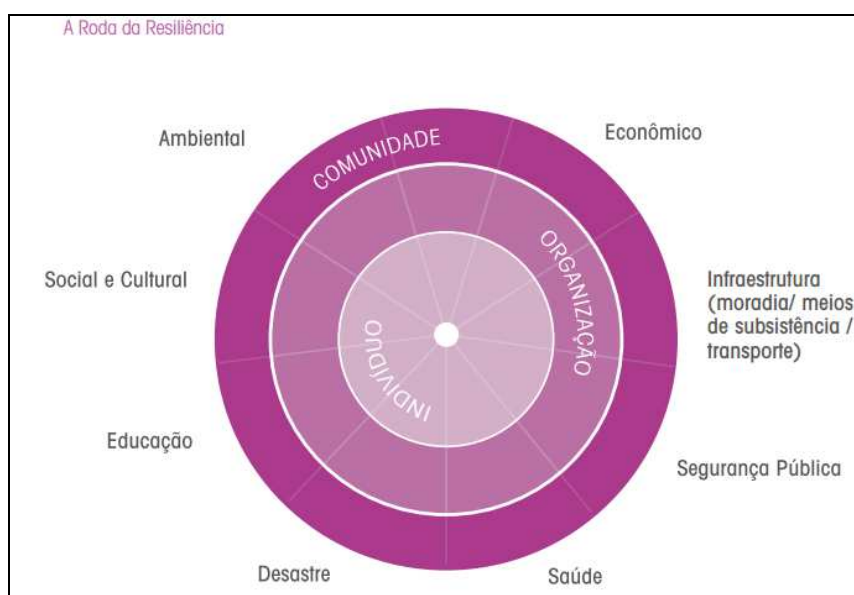 A Roda da Resiliência
Ambiental
Econômico
COMUNIDADE
ORGANIZAÇÃO
INDIVÍDUO
Social e Cultural
Infraestrutura
(moradia/ meios
de subsistência /
transporte)
Educação
Segurança Pública
Desastre
Saúde